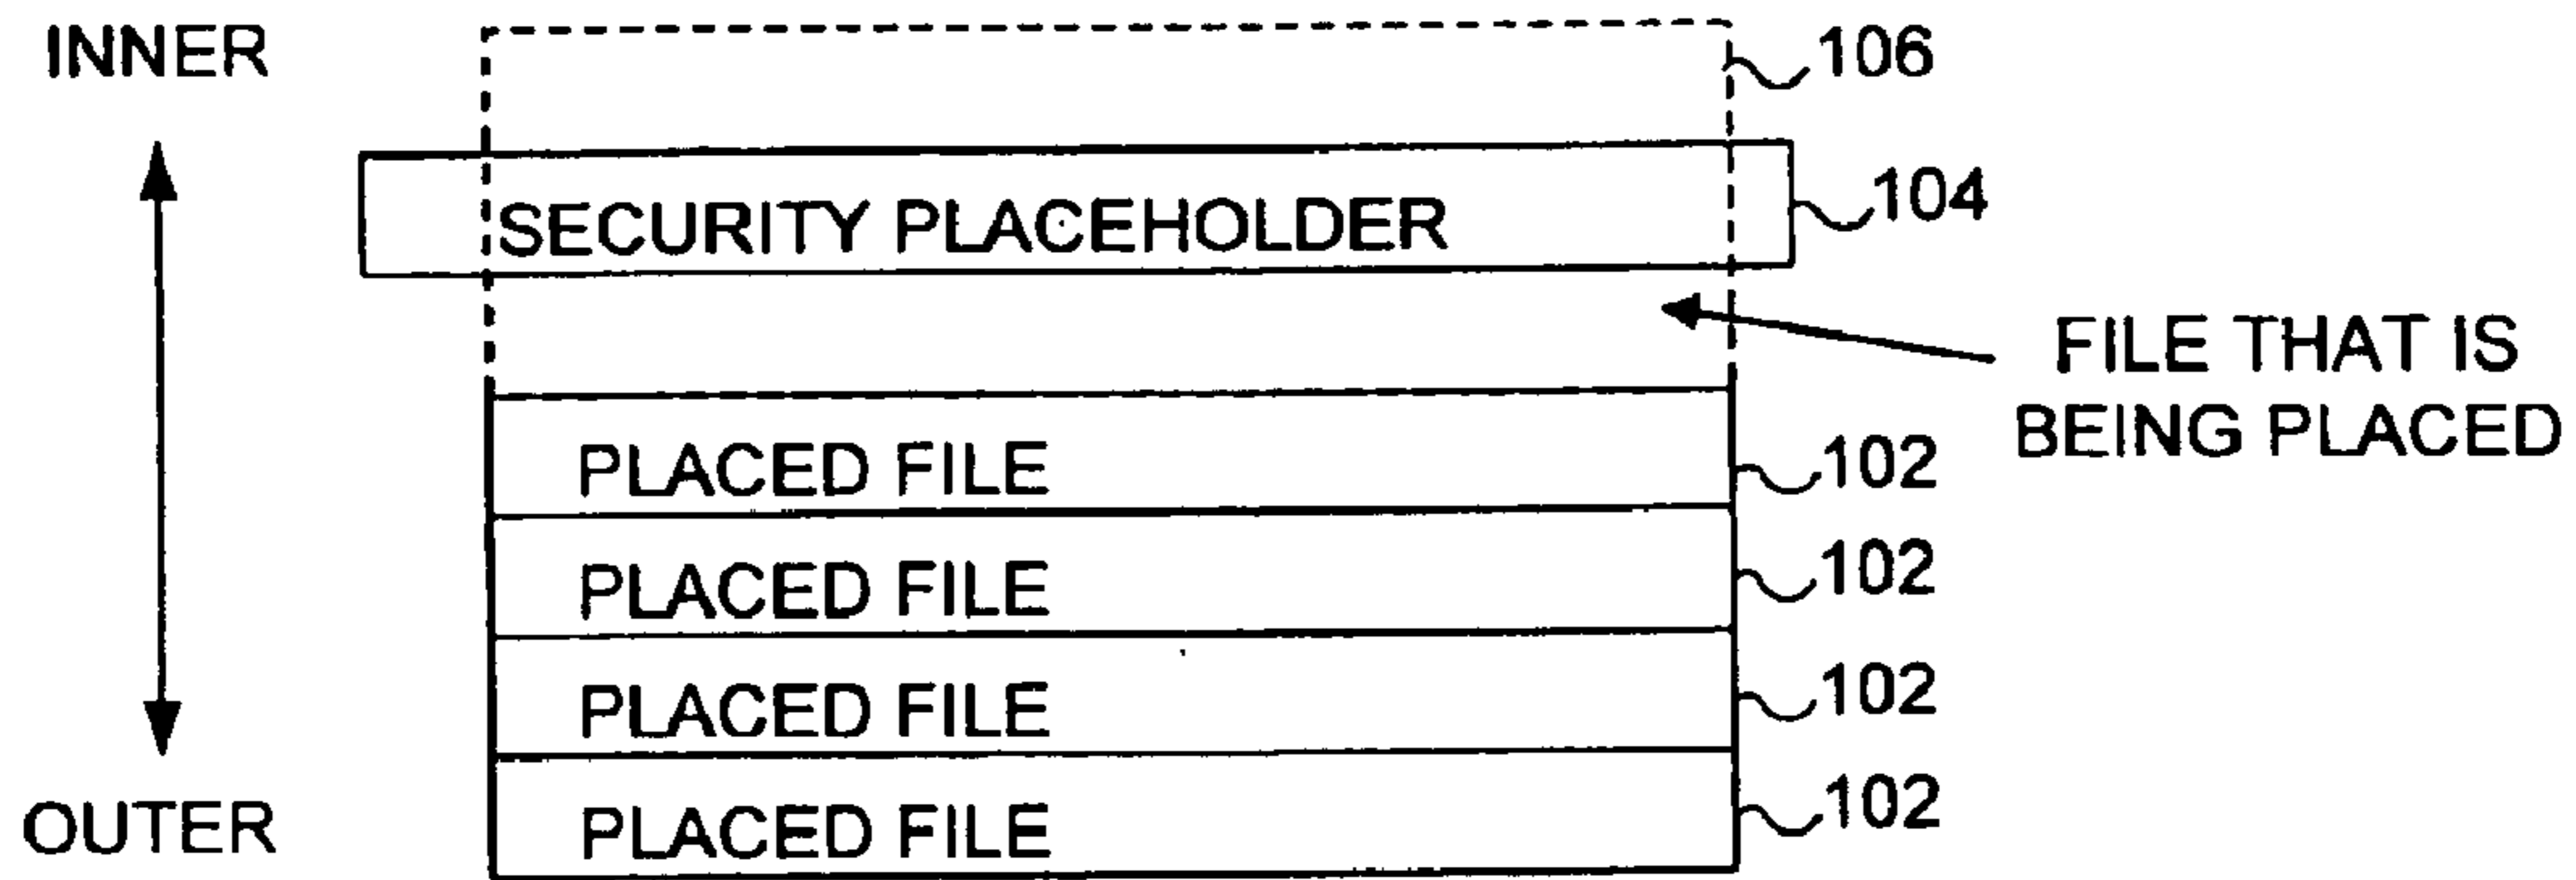 INNER
106
SECURITY PLACEHOLDER
104
FILE THAT IS
BEING PLACED
PLACED FILE
102
PLACED FILE
102
PLACED FILE
102
PLACED FILE
102
OUTER